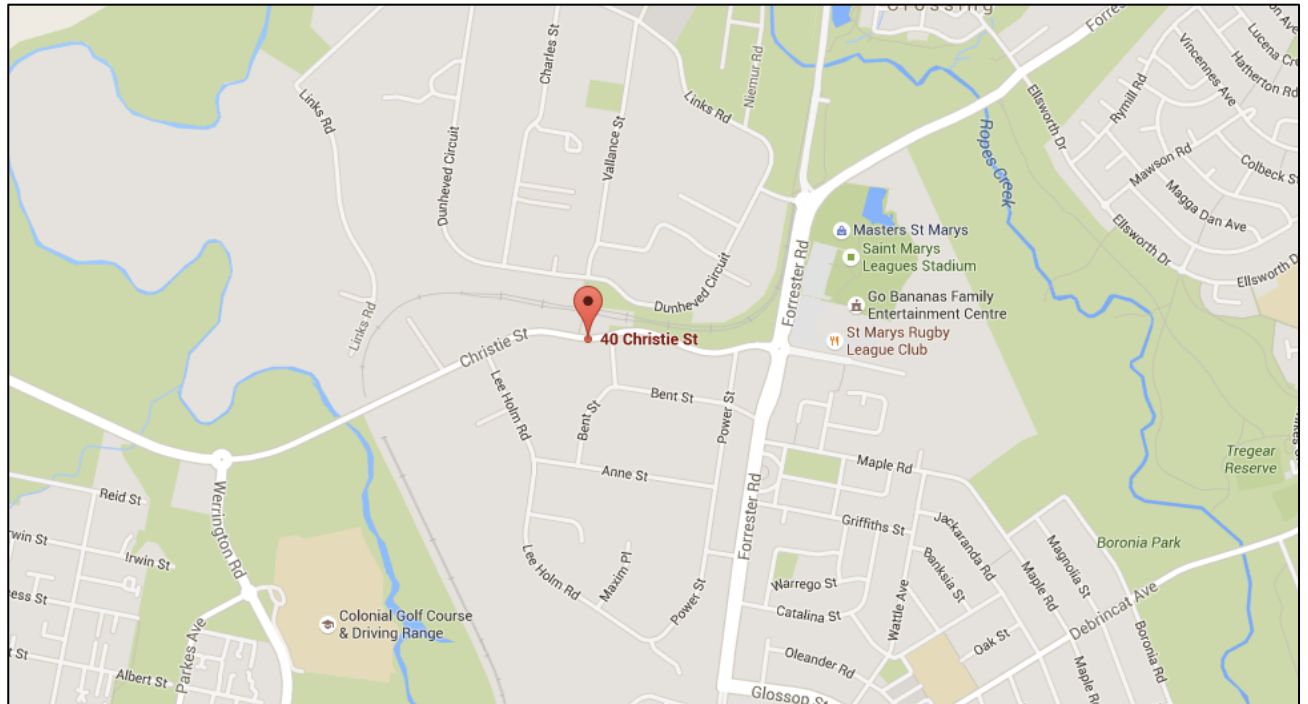 Crossing
Forrester
Links Rd
Charles St
Dunheved Circuit
Vallance St
Links Rd
Niemur Rd
Ellsworth Dr
Rymill Rd
Vincennes Ave
Lucena
Hatherton Rd
Colbeck St
Mawson Rd
Magga Dan Ave
Ellsworth Dr
Ellsworth Dr
Ropes Creek
Masters St Marys
Saint Marys
Leagues Stadium
Forrester Rd
Go Bananas Family
Entertainment Centre
St Marys Rugby
League Club
Dunheved Circuit
Links Rd
Christie St
40 Christie St
Lee Holm Rd
Bent St
Bent St
Power St
Anne St
Maple Rd
Tregear
Reserve
Reid St
Werrington Rd
Irwin St
Irwin St
Forrester Rd
Griffiths St
Jackaranda Rd
Magnolia St
Boronia Park
Banksia St
Maple Rd
Lee Holm Rd
Maxim Pl
Power St
Warrego St
Catalina St
Wattle Ave
Debrincat Ave
Colonial Golf Course
& Driving Range
Parkes Ave
Albert St
Oleander Rd
Oak St
Boronia Rd
Maple Rd
Glossop St